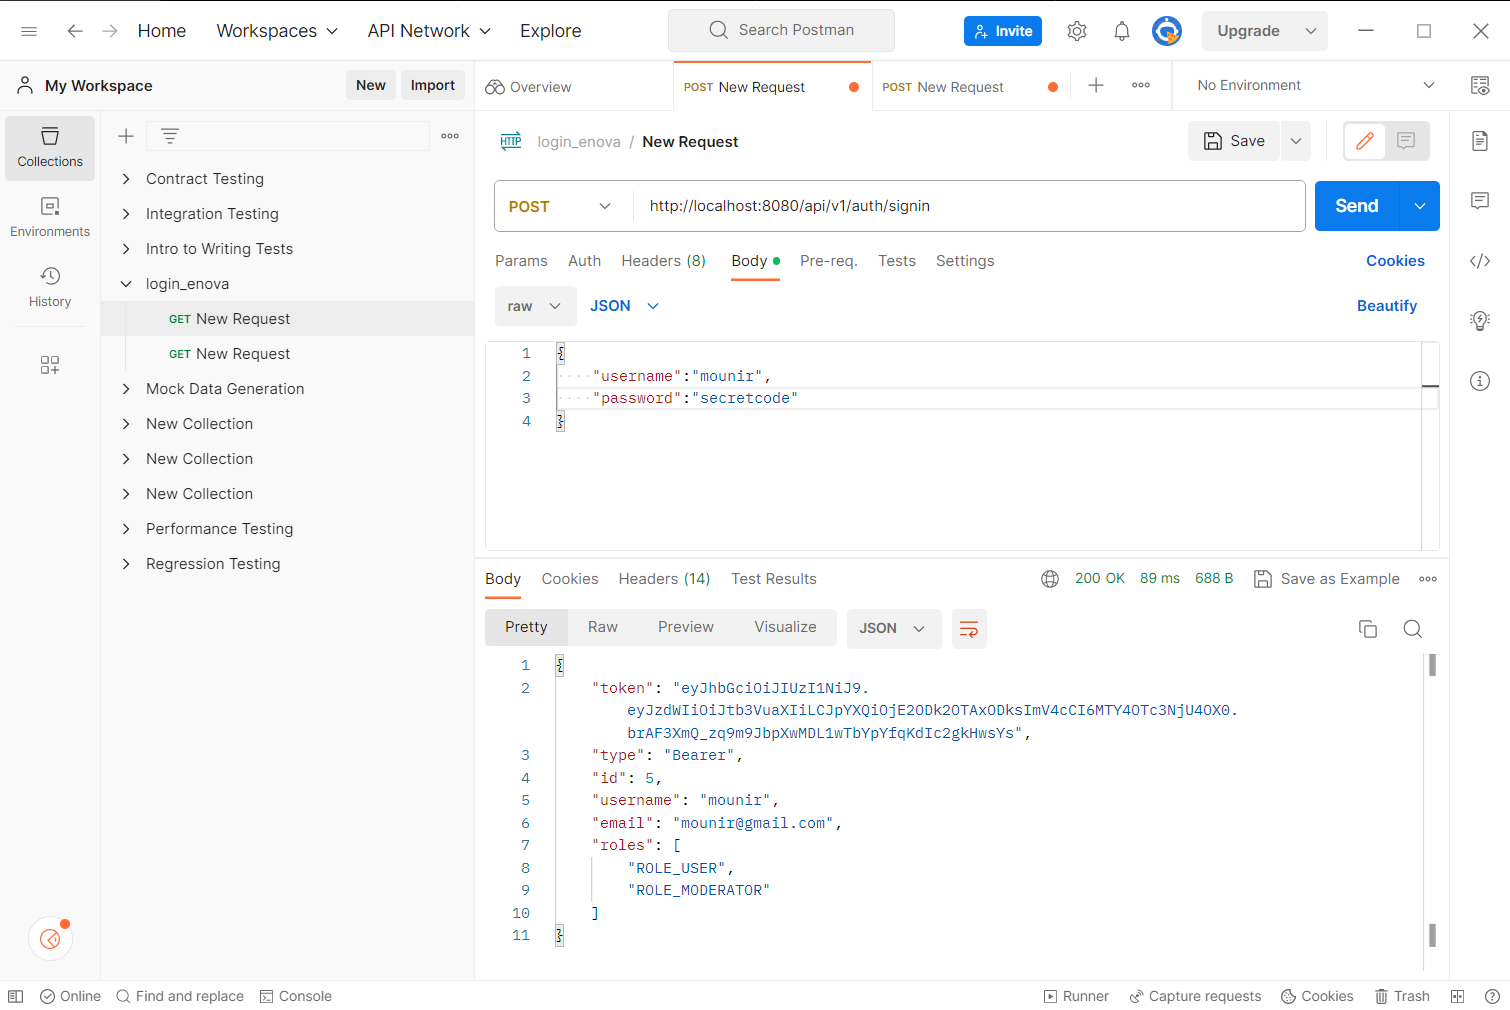 Home Workspaces API Network Explore Search Postman Invite Upgrade
My Workspace New Import Overview POST New Request POST New Request No Environment
Collections
Environments
History
Contract Testing
Integration Testing
Intro to Writing Tests
login_enova
GET New Request
GET New Request
Mock Data Generation
New Collection
New Collection
New Collection
Performance Testing
Regression Testing
HTTP login_enova / New Request Save
POST http://localhost:8080/api/v1/auth/signin Send
Params Auth Headers (8) Body Pre-req. Tests Settings Cookies
raw JSON Beautify
1 {
2 "username":"mounir",
3 "password":"secretcode"
4 }
Body Cookies Headers (14) Test Results 200 OK 89 ms 688 B Save as Example
Pretty Raw Preview Visualize JSON
1 {
2 "token": "eyJhbGciOiJIUzI1NiJ9.
eyJzdWIiOiJtb3VuaXIiLCJpYXQiOjE2ODk2OTAxODksImV4cCI6MTY4OTc3NjU4OX0.
brAF3XmQ_zq9m9JbpXwMDL1wTbYpYfqKdIc2gkHwsYs",
3 "type": "Bearer",
4 "id": 5,
5 "username": "mounir",
6 "email": "mounir@gmail.com",
7 "roles": [
8 "ROLE_USER",
9 "ROLE_MODERATOR"
10 ]
11 }
Online Find and replace Console Runner Capture requests Cookies Trash